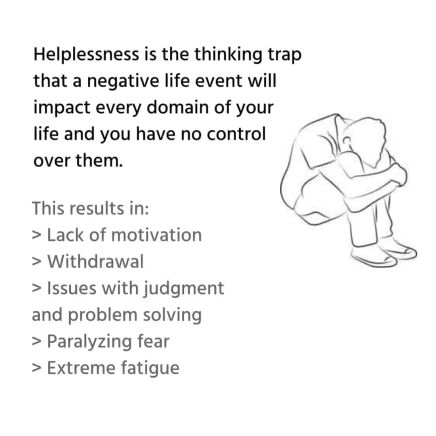 Helplessness is the thinking trap
that a negative life event will
impact every domain of your
life and you have no control
over them.
This results in:
> Lack of motivation
> Withdrawal
> Issues with judgment
and problem solving
> Paralyzing fear
> Extreme fatigue